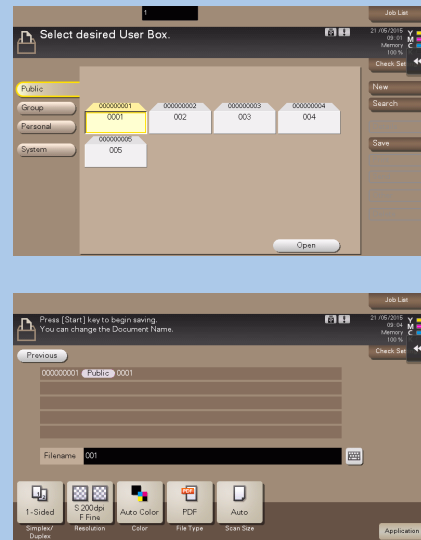 1
Job List
Select desired User Box.
21/05/2015
09:01
Memory
100 %
Y
M
C
Check Set
Public
Group
Personal
System
000000001
0001
000000002
002
000000003
003
000000004
004
000000005
005
New
Search
Save
Open
Job List
Press [Start] key to begin saving.
You can change the Document Name.
21/05/2015
09:04
Memory
100 %
Y
M
C
Check Set
Previous
000000001 Public 0001
Filename 001
1-Sided
S 200dpi
F Fine
Auto Color
PDF
PDF
Auto
Simplex/
Duplex
Resolution
Color
File Type
Scan Size
Application